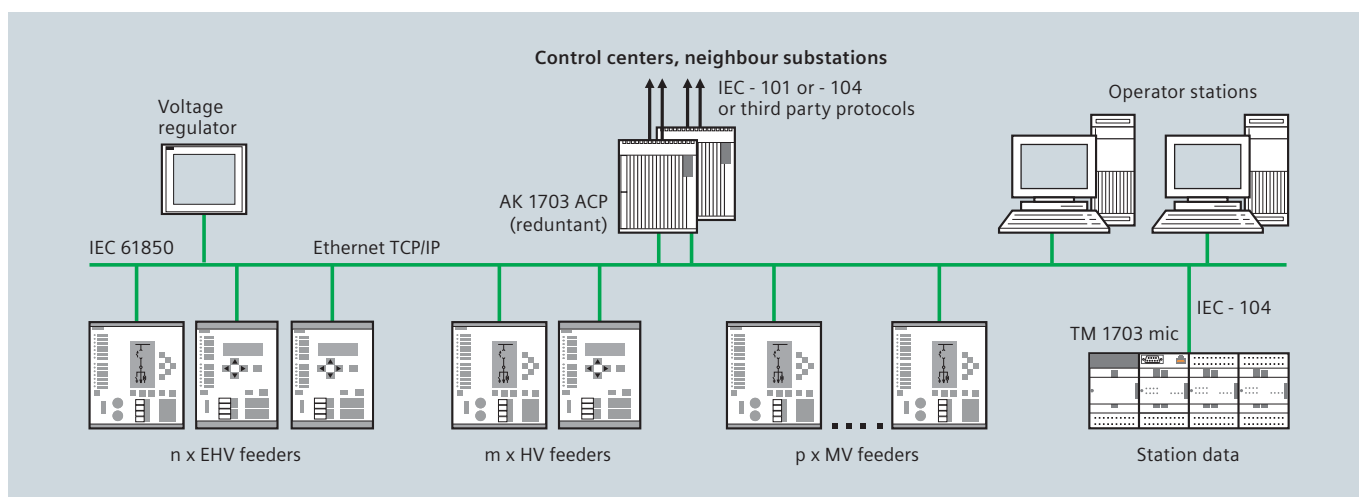 Control centers, neighbour substations
IEC - 101 or - 104
or third party protocols
Voltage
regulator
Operator stations
AK 1703 ACP
(reduntant)
IEC 61850
Ethernet TCP/IP
IEC - 104
TM 1703 mic
n x EHV feeders
m x HV feeders
p x MV feeders
Station data